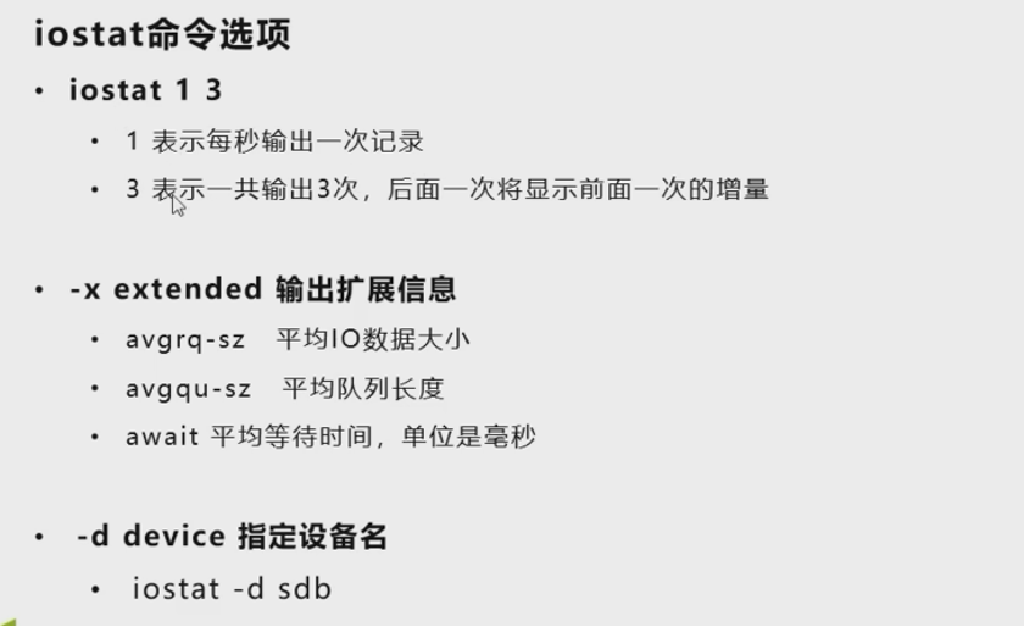 iostat命令选项
• iostat 1 3
• 1 表示每秒输出一次记录
• 3 表示一共输出3次，后面一次将显示前面一次的增量
• -x extended 输出扩展信息
• avgrq-sz 平均IO数据大小
• avgqu-sz 平均队列长度
• await 平均等待时间，单位是毫秒
• -d device 指定设备名
• iostat -d sdb